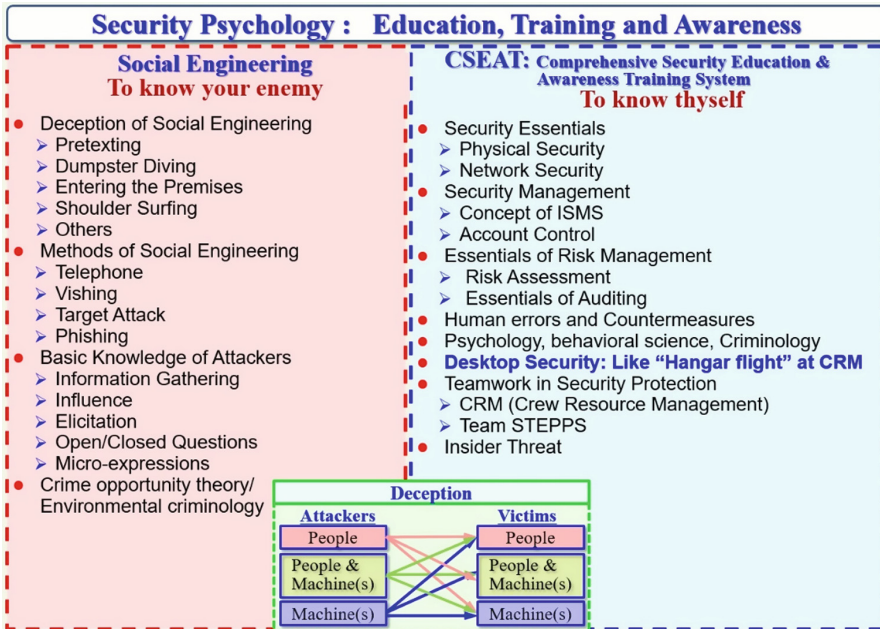 Security Psychology : Education, Training and Awareness
Social Engineering
To know your enemy
Deception of Social Engineering
Pretexting
Dumpster Diving
Entering the Premises
Shoulder Surfing
Others
Methods of Social Engineering
Telephone
Vishing
Target Attack
Phishing
Basic Knowledge of Attackers
Information Gathering
Influence
Elicitation
Open/Closed Questions
Micro-expressions
Crime opportunity theory/
Environmental criminology
CSEAT: Comprehensive Security Education &
Awareness Training System
To know thyself
Security Essentials
Physical Security
Network Security
Security Management
Concept of ISMS
Account Control
Essentials of Risk Management
Risk Assessment
Essentials of Auditing
Human errors and Countermeasures
Psychology, behavioral science, Criminology
Desktop Security: Like “Hangar flight” at CRM
Teamwork in Security Protection
CRM (Crew Resource Management)
Team STEPPS
Insider Threat
Deception
Attackers
People
People &
Machine(s)
Machine(s)
Victims
People
People &
Machine(s)
Machine(s)